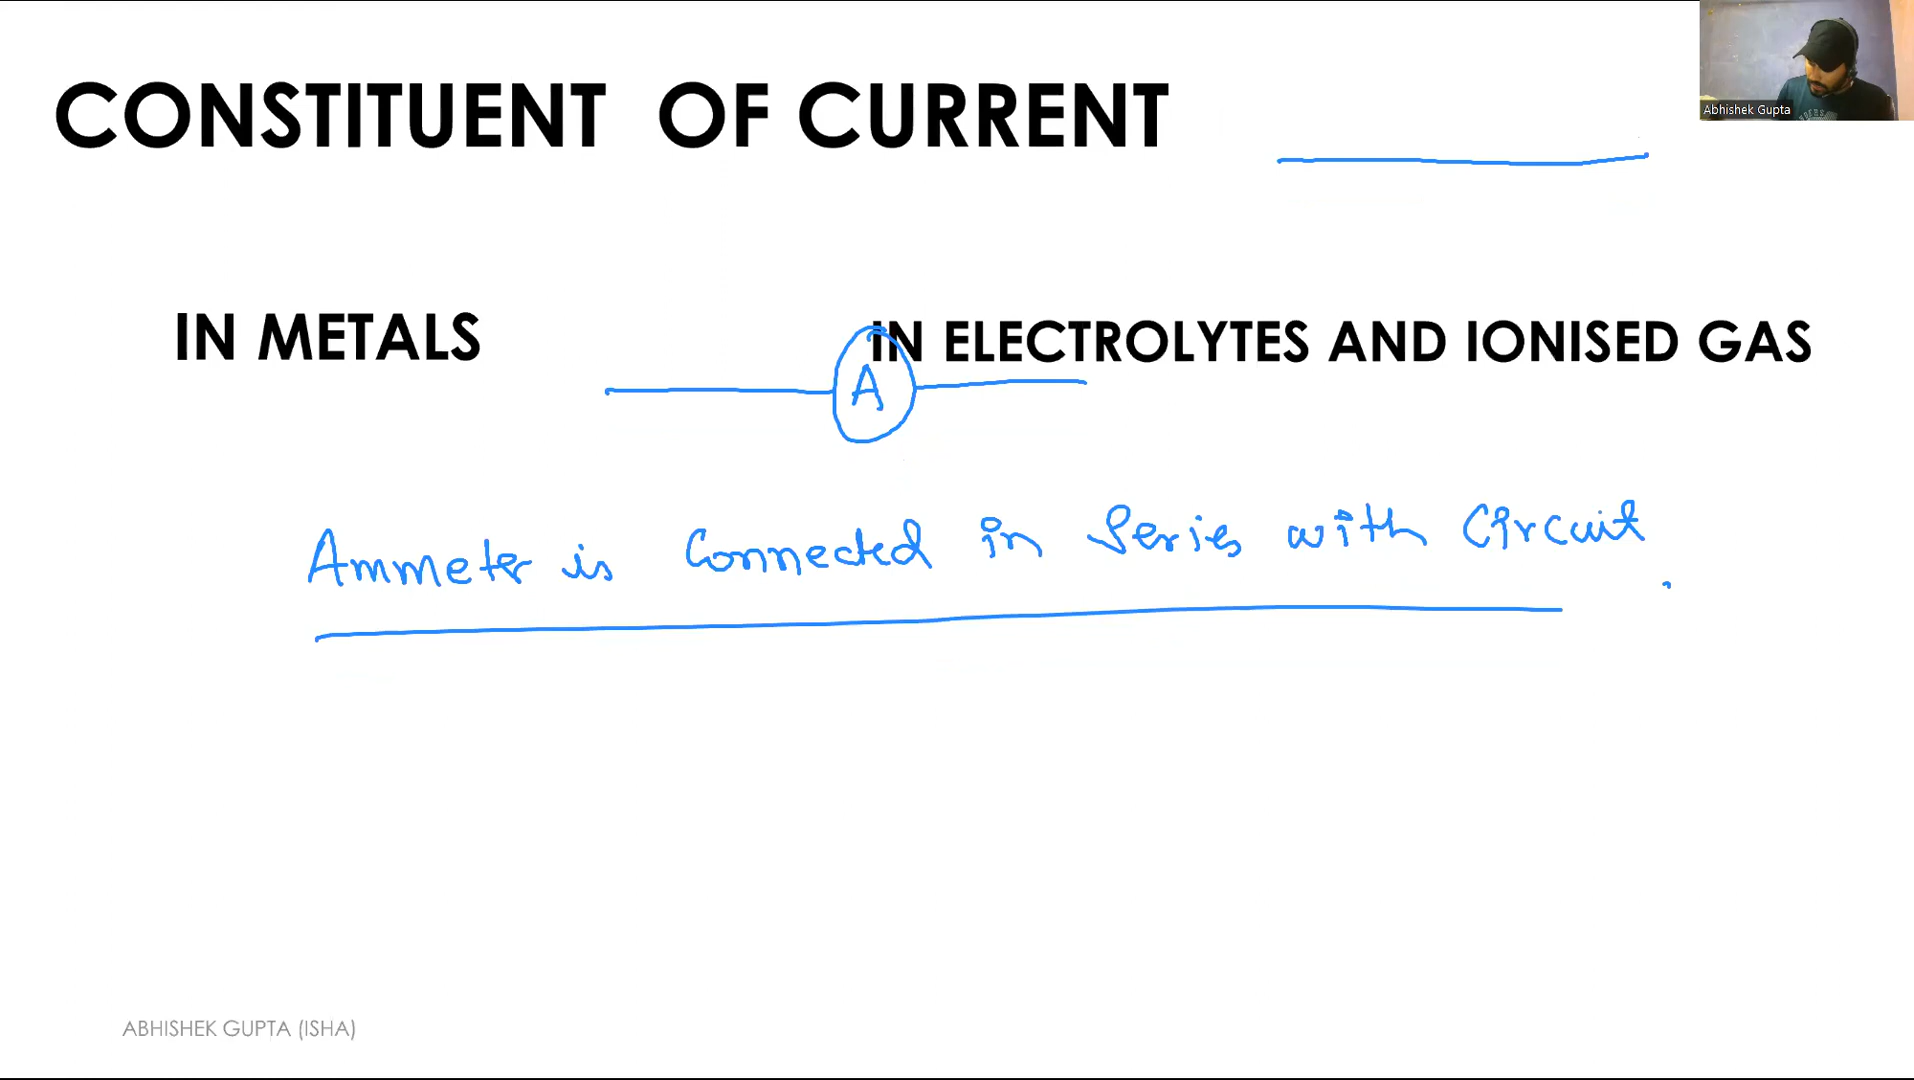 CONSTITUENT OF CURRENT
Abhishek Gupta
IN METALS
IN ELECTROLYTES AND IONISED GAS
A
Ammeter is Connected in Series with Circuit.
ABHISHEK GUPTA (ISHA)